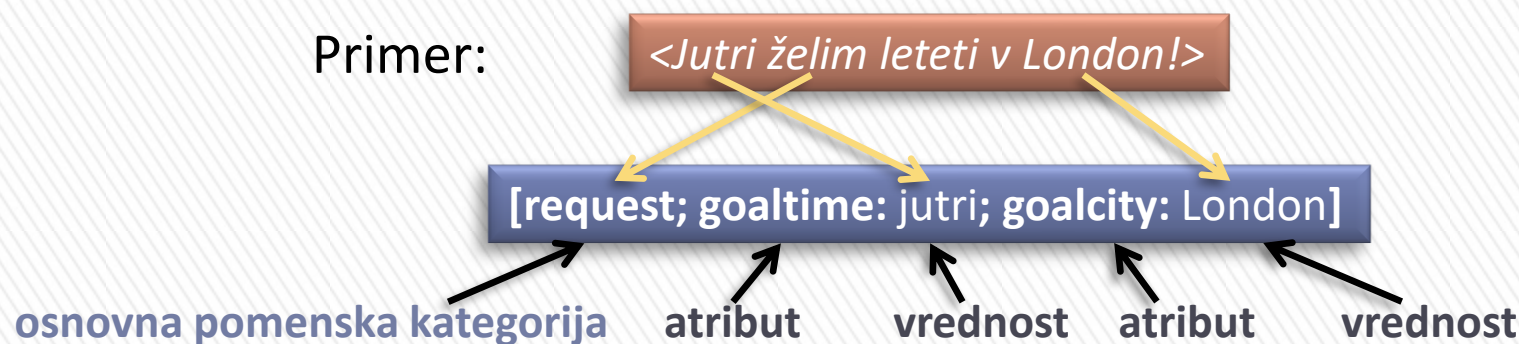 Primer: <Jutri želim leteti v London!>
[request; goaltime: jutri; goalcity: London]
osnovna pomenska kategorija atribut vrednost atribut vrednost